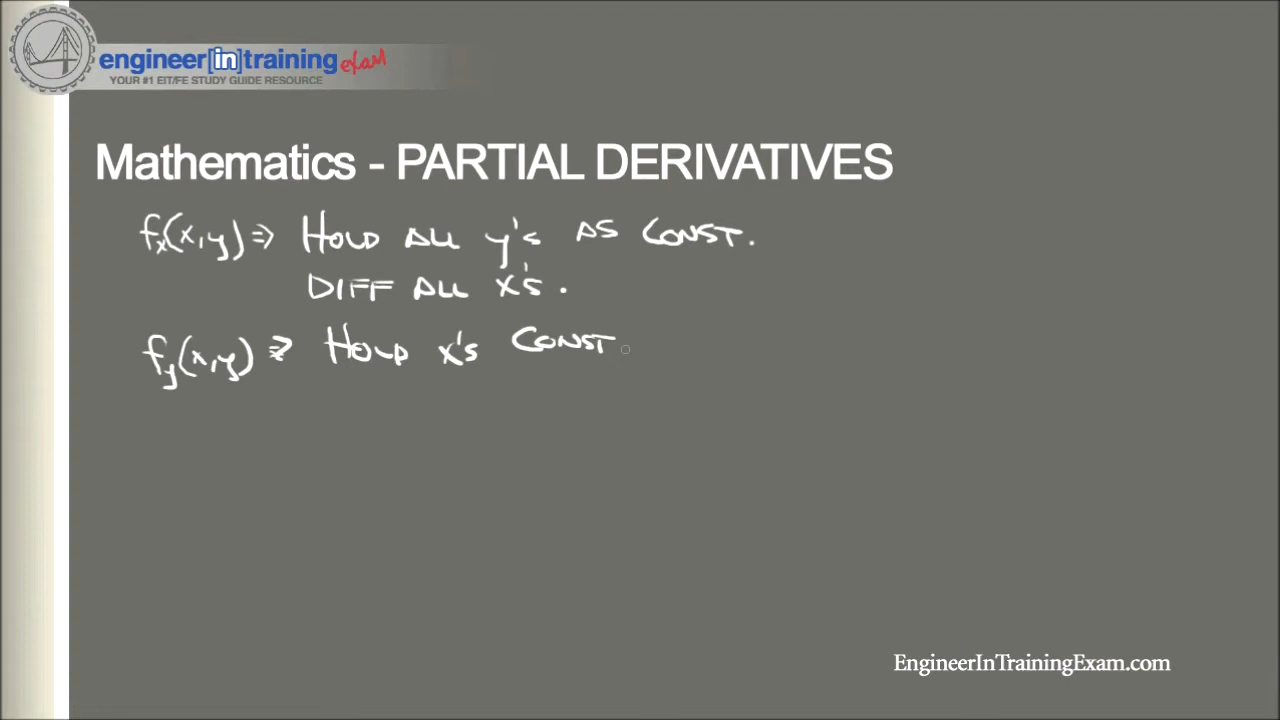 engineer[in]training exam
YOUR #1 EIT/FE STUDY GUIDE RESOURCE
Mathematics - PARTIAL DERIVATIVES
fₓ(x,y) ⇒ HOLD ALL y's AS CONST.
DIFF ALL X's.
f_y(x,y) ⇒ HOLD x's CONST
EngineerInTrainingExam.com